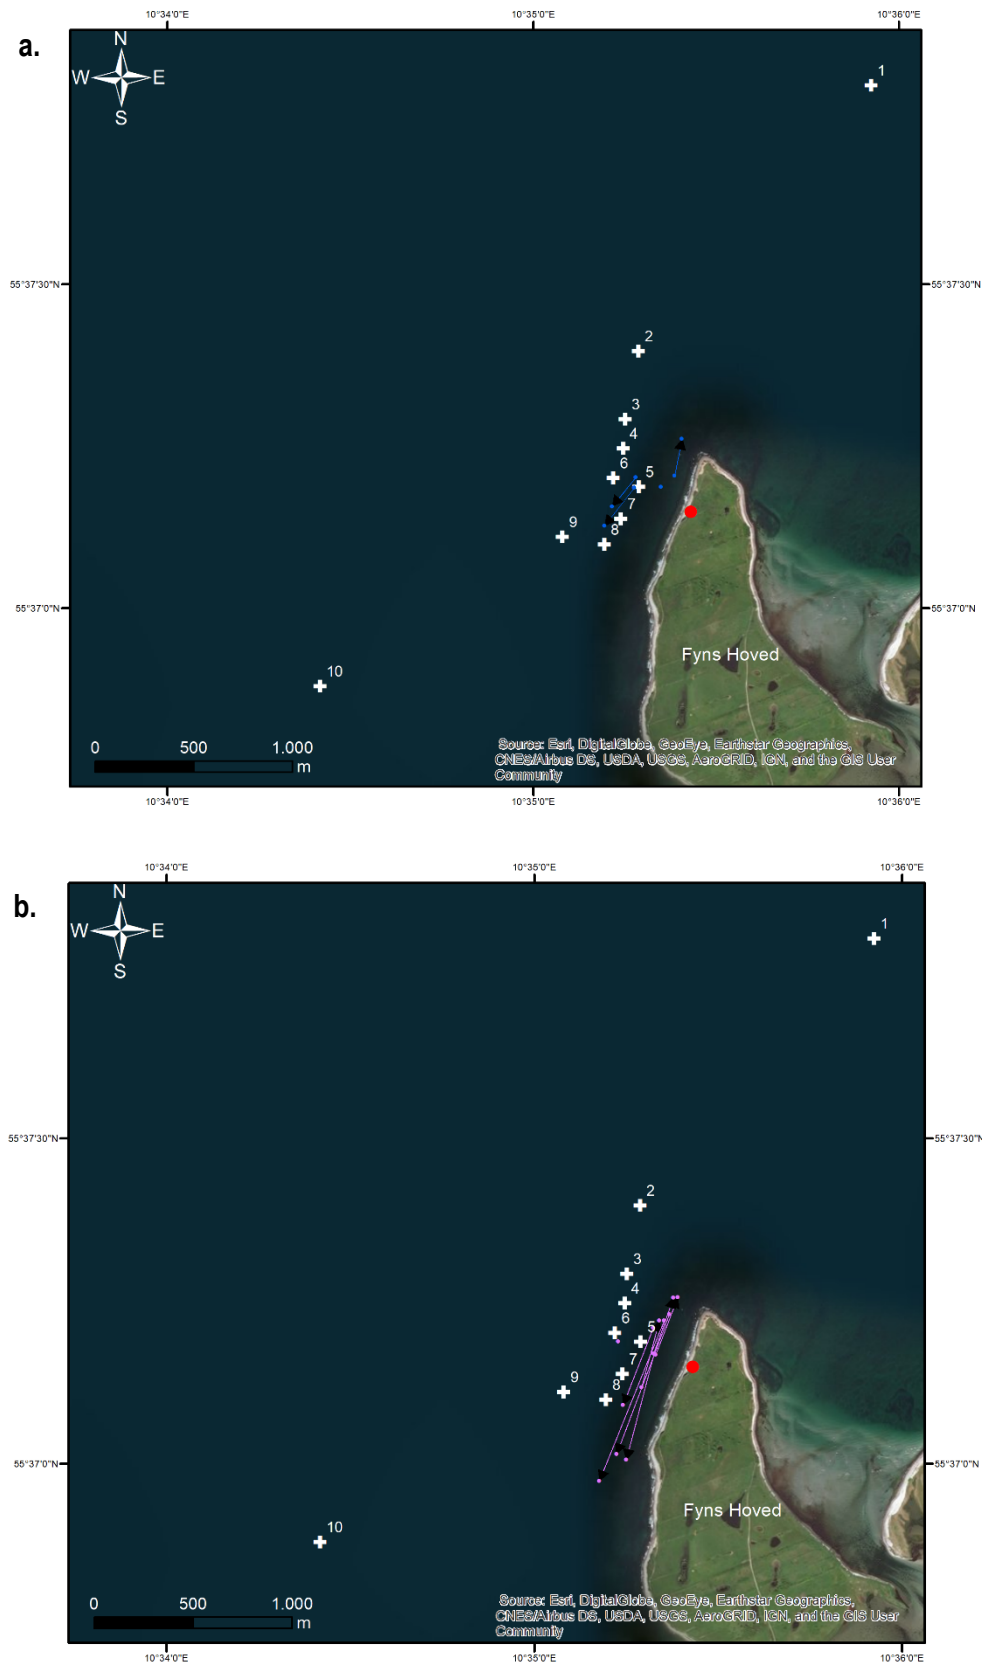 a.
10°34'0"E 10°35'0"E 10°36'0"E
N
W E
S
1
55°37'30"N 55°37'30"N
2
3
4
6 5
7
9 8
55°37'0"N 55°37'0"N
Fyns Hoved
10
0 500 1.000
m
Source: Esri, DigitalGlobe, GeoEye, Earthstar Geographics,
CNES/Airbus DS, USDA, USGS, AeroGRID, IGN, and the GIS User
Community
10°34'0"E 10°35'0"E 10°36'0"E
b.
10°34'0"E 10°35'0"E 10°36'0"E
N
W E
S
1
55°37'30"N 55°37'30"N
2
3
4
6 5
7
9 8
55°37'0"N 55°37'0"N
Fyns Hoved
10
0 500 1.000
m
Source: Esri, DigitalGlobe, GeoEye, Earthstar Geographics,
CNES/Airbus DS, USDA, USGS, AeroGRID, IGN, and the GIS User
Community
10°34'0"E 10°35'0"E 10°36'0"E